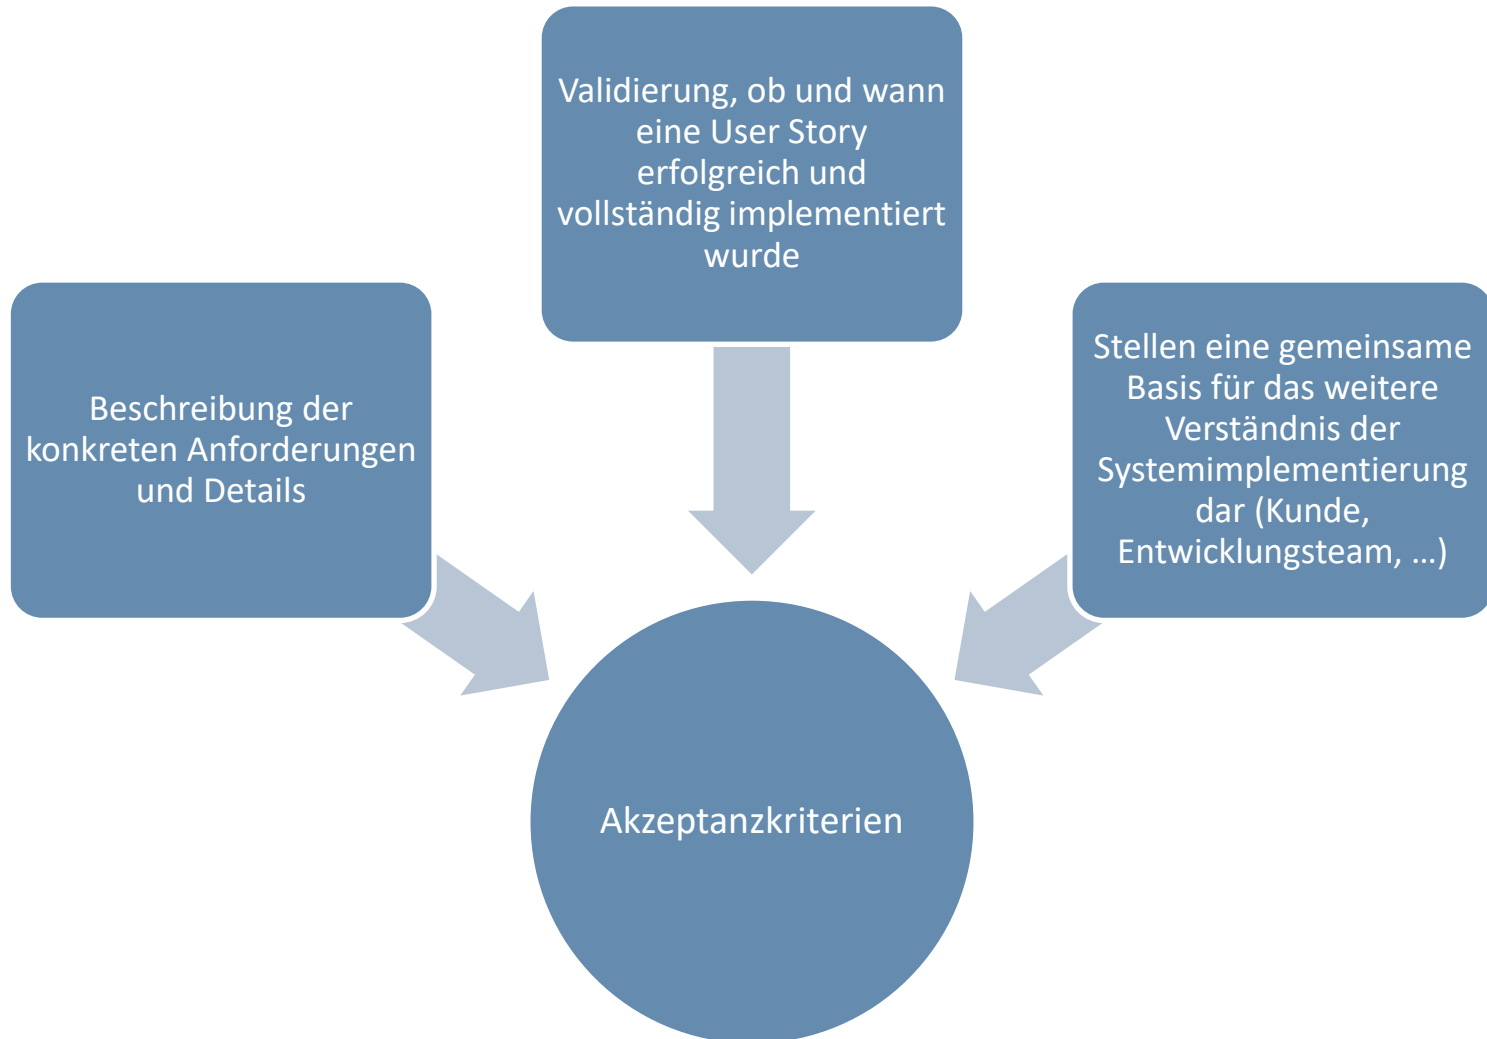 Validierung, ob und wann
eine User Story
erfolgreich und
vollständig implementiert
wurde
Beschreibung der
konkreten Anforderungen
und Details
Stellen eine gemeinsame
Basis für das weitere
Verständnis der
Systemimplementierung
dar (Kunde,
Entwicklungsteam, …)
Akzeptanzkriterien